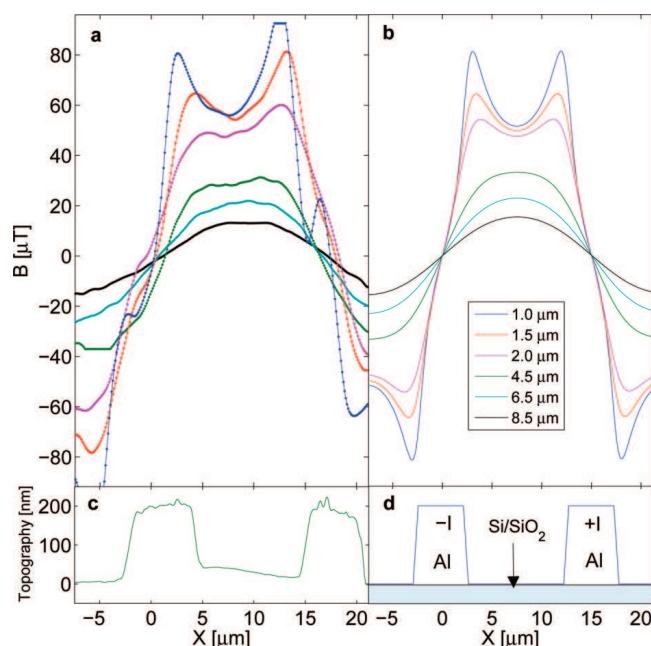 a
b
80
60
40
20
0
−20
−40
−60
−80
B [µT]
1.0 µm
1.5 µm
2.0 µm
4.5 µm
6.5 µm
8.5 µm
c
d
200
100
0
Topography [nm]
−I
Al
Si/SiO2
+I
Al
−5 0 5 10 15 20
−5 0 5 10 15 20
X [µm]
X [µm]